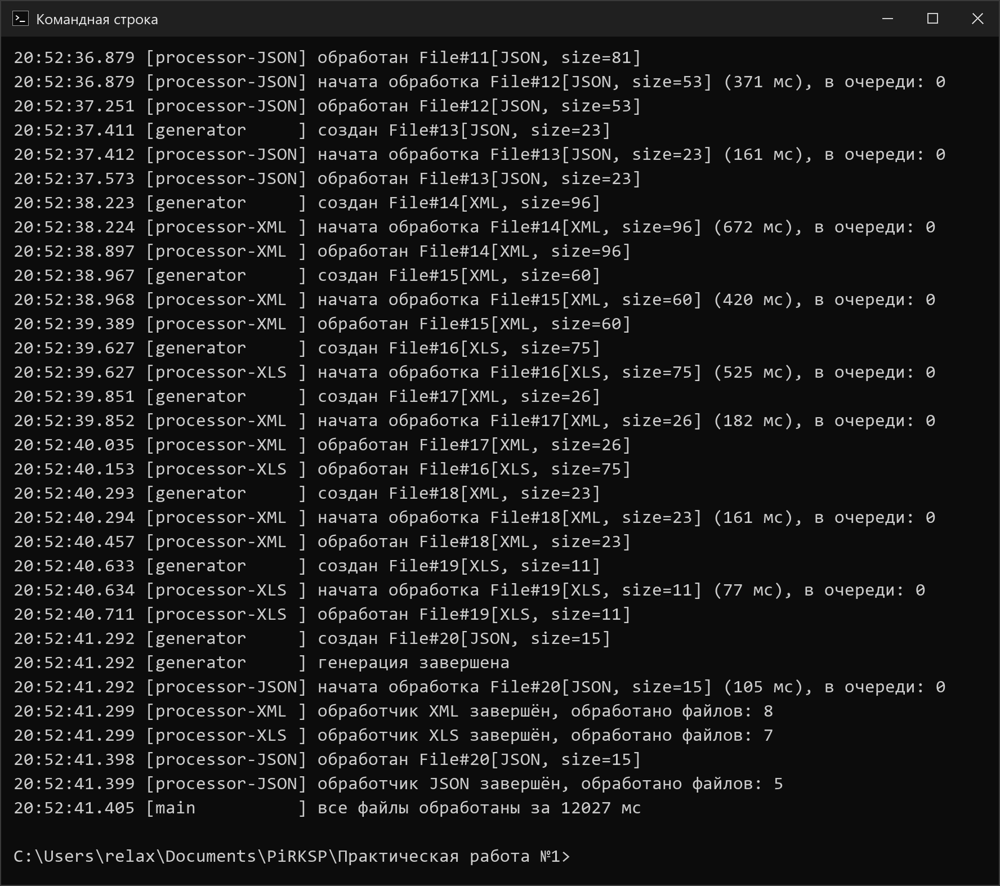 Командная строка
20:52:36.879 [processor-JSON] обработан File#11[JSON, size=81]
20:52:36.879 [processor-JSON] начата обработка File#12[JSON, size=53] (371 мс), в очереди: 0
20:52:37.251 [processor-JSON] обработан File#12[JSON, size=53]
20:52:37.411 [generator     ] создан File#13[JSON, size=23]
20:52:37.412 [processor-JSON] начата обработка File#13[JSON, size=23] (161 мс), в очереди: 0
20:52:37.573 [processor-JSON] обработан File#13[JSON, size=23]
20:52:38.223 [generator     ] создан File#14[XML, size=96]
20:52:38.224 [processor-XML ] начата обработка File#14[XML, size=96] (672 мс), в очереди: 0
20:52:38.897 [processor-XML ] обработан File#14[XML, size=96]
20:52:38.967 [generator     ] создан File#15[XML, size=60]
20:52:38.968 [processor-XML ] начата обработка File#15[XML, size=60] (420 мс), в очереди: 0
20:52:39.389 [processor-XML ] обработан File#15[XML, size=60]
20:52:39.627 [generator     ] создан File#16[XLS, size=75]
20:52:39.627 [processor-XLS ] начата обработка File#16[XLS, size=75] (525 мс), в очереди: 0
20:52:39.851 [generator     ] создан File#17[XML, size=26]
20:52:39.852 [processor-XML ] начата обработка File#17[XML, size=26] (182 мс), в очереди: 0
20:52:40.035 [processor-XML ] обработан File#17[XML, size=26]
20:52:40.153 [processor-XLS ] обработан File#16[XLS, size=75]
20:52:40.293 [generator     ] создан File#18[XML, size=23]
20:52:40.294 [processor-XML ] начата обработка File#18[XML, size=23] (161 мс), в очереди: 0
20:52:40.457 [processor-XML ] обработан File#18[XML, size=23]
20:52:40.633 [generator     ] создан File#19[XLS, size=11]
20:52:40.634 [processor-XLS ] начата обработка File#19[XLS, size=11] (77 мс), в очереди: 0
20:52:40.711 [processor-XLS ] обработан File#19[XLS, size=11]
20:52:41.292 [generator     ] создан File#20[JSON, size=15]
20:52:41.292 [generator     ] генерация завершена
20:52:41.292 [processor-JSON] начата обработка File#20[JSON, size=15] (105 мс), в очереди: 0
20:52:41.299 [processor-XML ] обработчик XML завершён, обработано файлов: 8
20:52:41.299 [processor-XLS ] обработчик XLS завершён, обработано файлов: 7
20:52:41.398 [processor-JSON] обработан File#20[JSON, size=15]
20:52:41.399 [processor-JSON] обработчик JSON завершён, обработано файлов: 5
20:52:41.405 [main          ] все файлы обработаны за 12027 мс
C:\Users\relax\Documents\PiRKSP\Практическая работа №1>